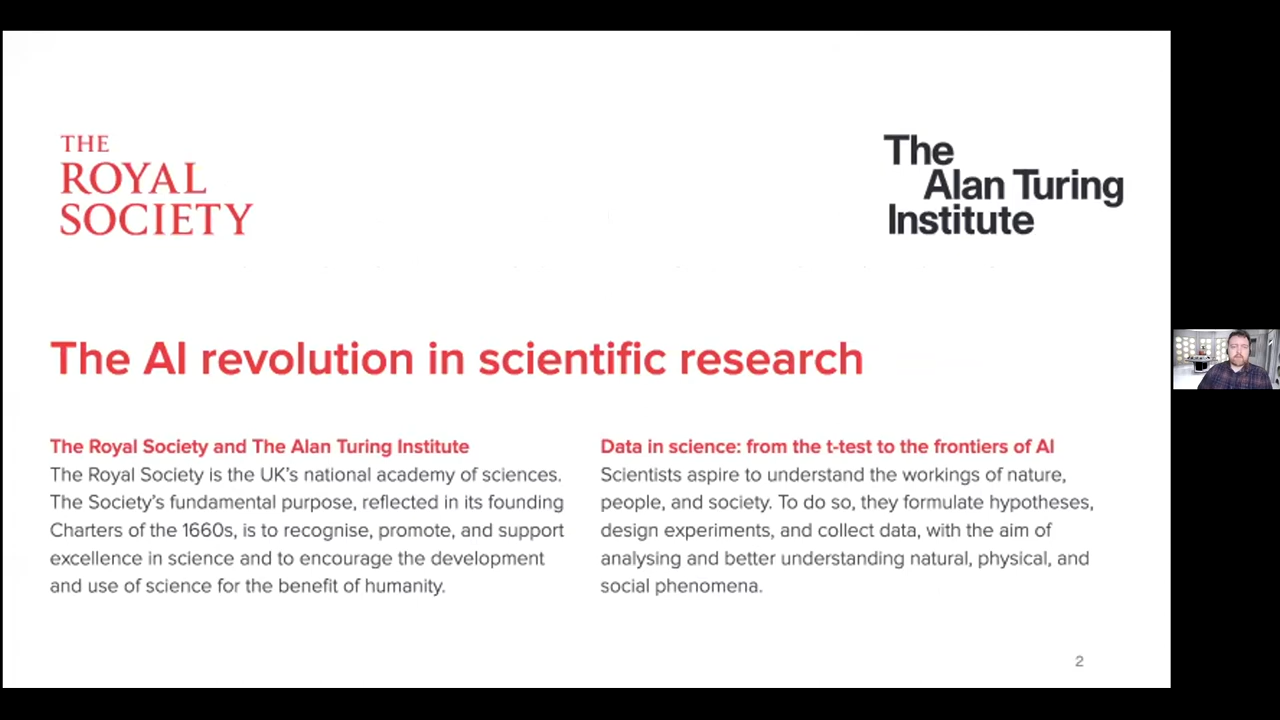 THE
ROYAL
SOCIETY
The
Alan Turing
Institute
The AI revolution in scientific research
The Royal Society and The Alan Turing Institute
The Royal Society is the UK’s national academy of sciences.
The Society’s fundamental purpose, reflected in its founding
Charters of the 1660s, is to recognise, promote, and support
excellence in science and to encourage the development
and use of science for the benefit of humanity.
Data in science: from the t-test to the frontiers of AI
Scientists aspire to understand the workings of nature,
people, and society. To do so, they formulate hypotheses,
design experiments, and collect data, with the aim of
analysing and better understanding natural, physical, and
social phenomena.
2